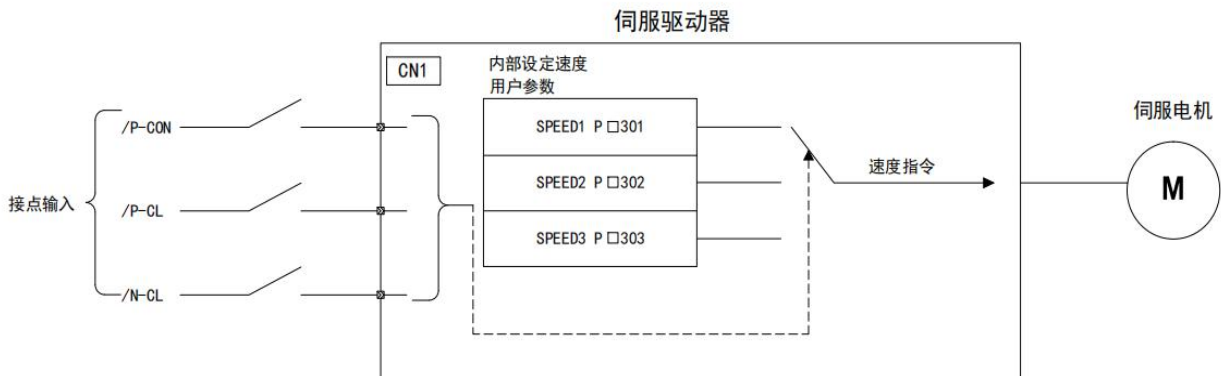 伺服驱动器
CN1
内部设定速度
用户参数
伺服电机
/P-CON
SPEED1 P □301
速度指令
M
接点输入
/P-CL
SPEED2 P □302
SPEED3 P □303
/N-CL